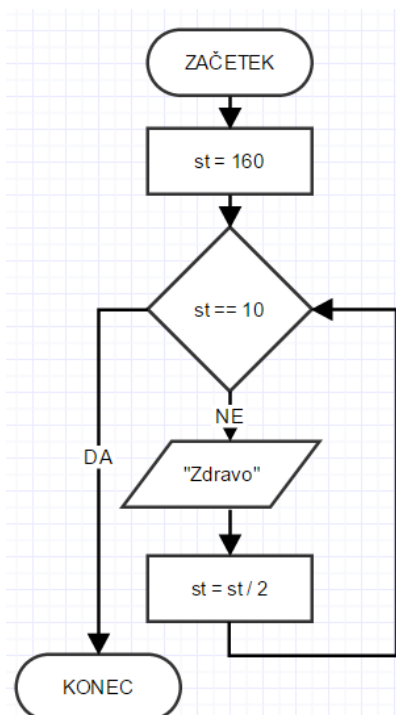 ZAČETEK
st = 160
st == 10
NE
DA
"Zdravo"
st = st / 2
KONEC